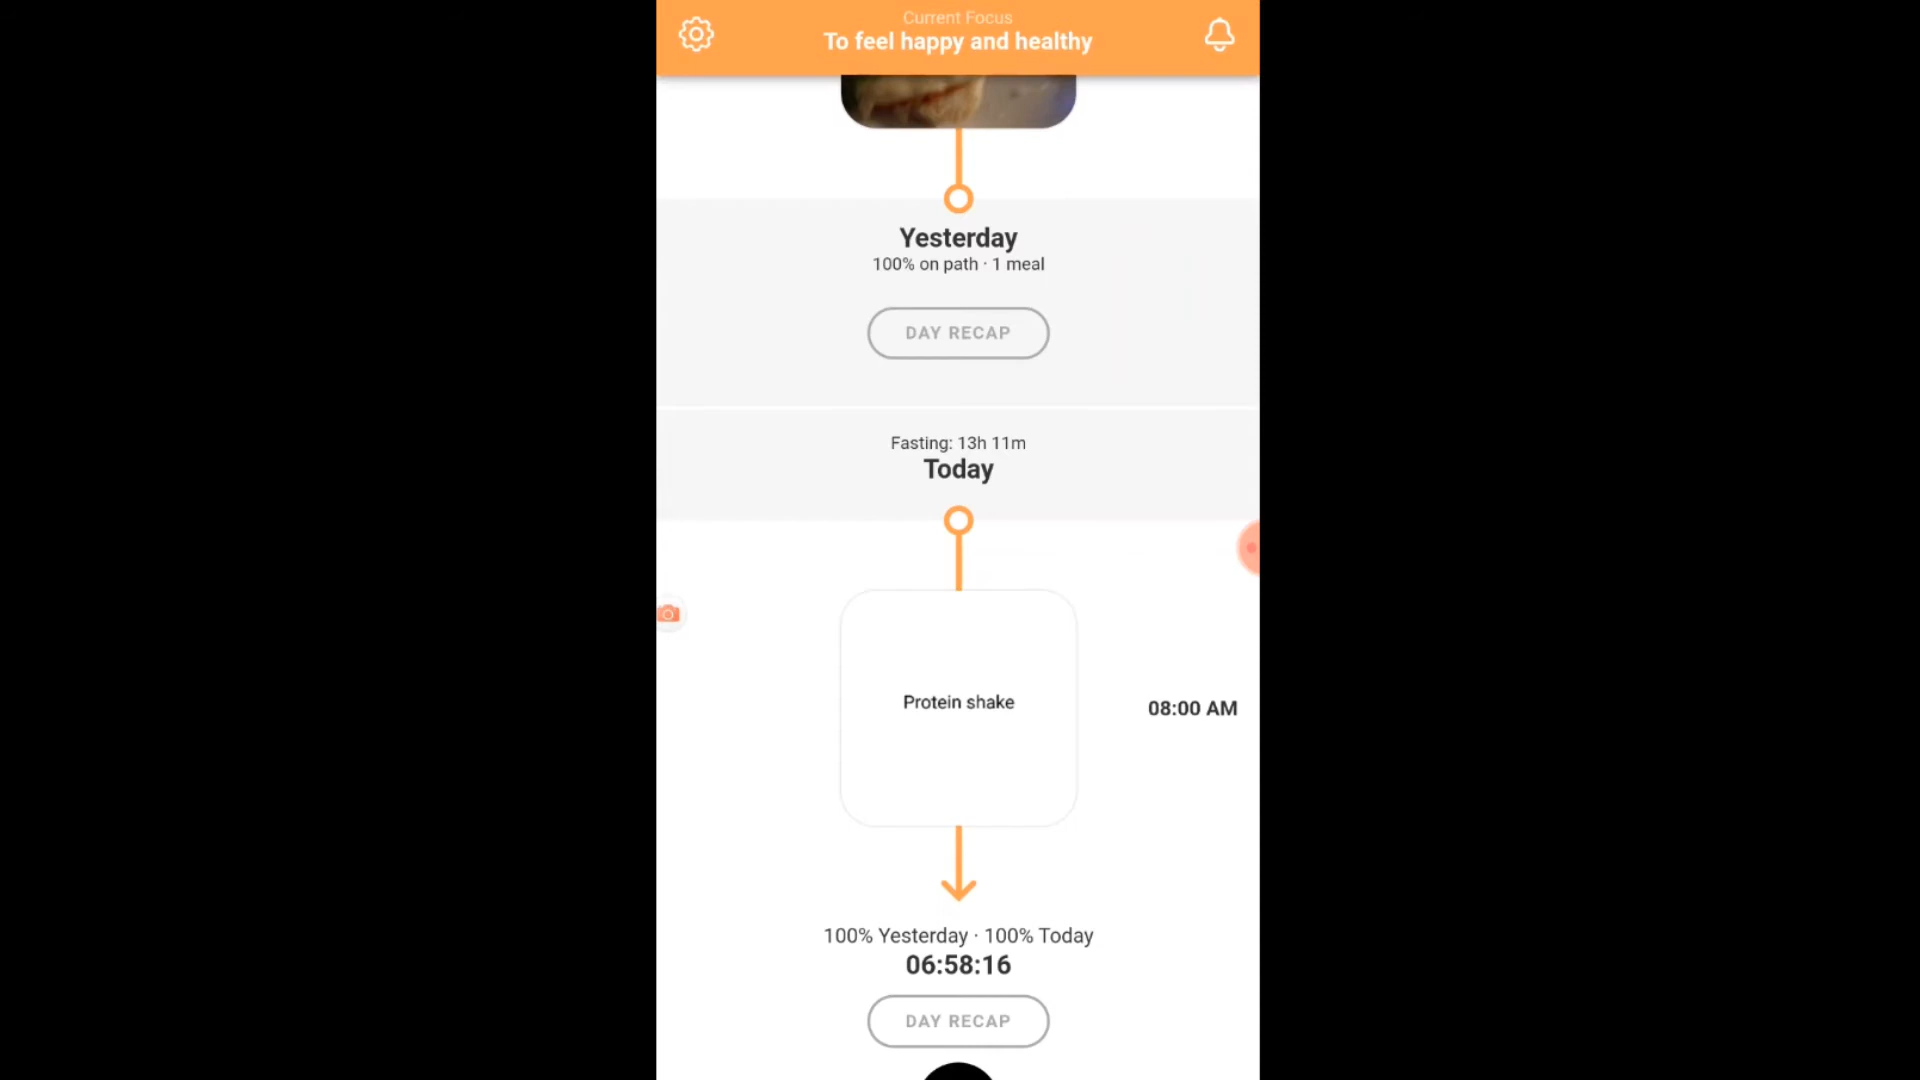 Current Focus
To feel happy and healthy
Yesterday
100% on path · 1 meal
DAY RECAP
Fasting: 13h 11m
Today
Protein shake
08:00 AM
100% Yesterday · 100% Today
06:58:16
DAY RECAP